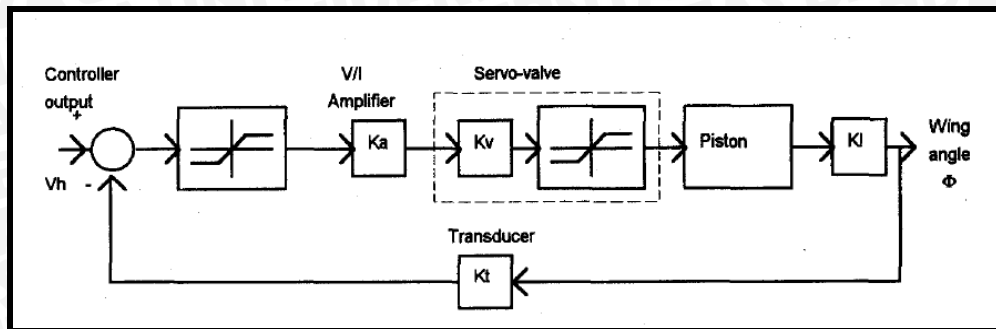 Controller
output
+
Vh
-
V/I
Amplifier
Ka
Servo-valve
Kv
Piston
Kl
Wing
angle
Φ
Transducer
Kt